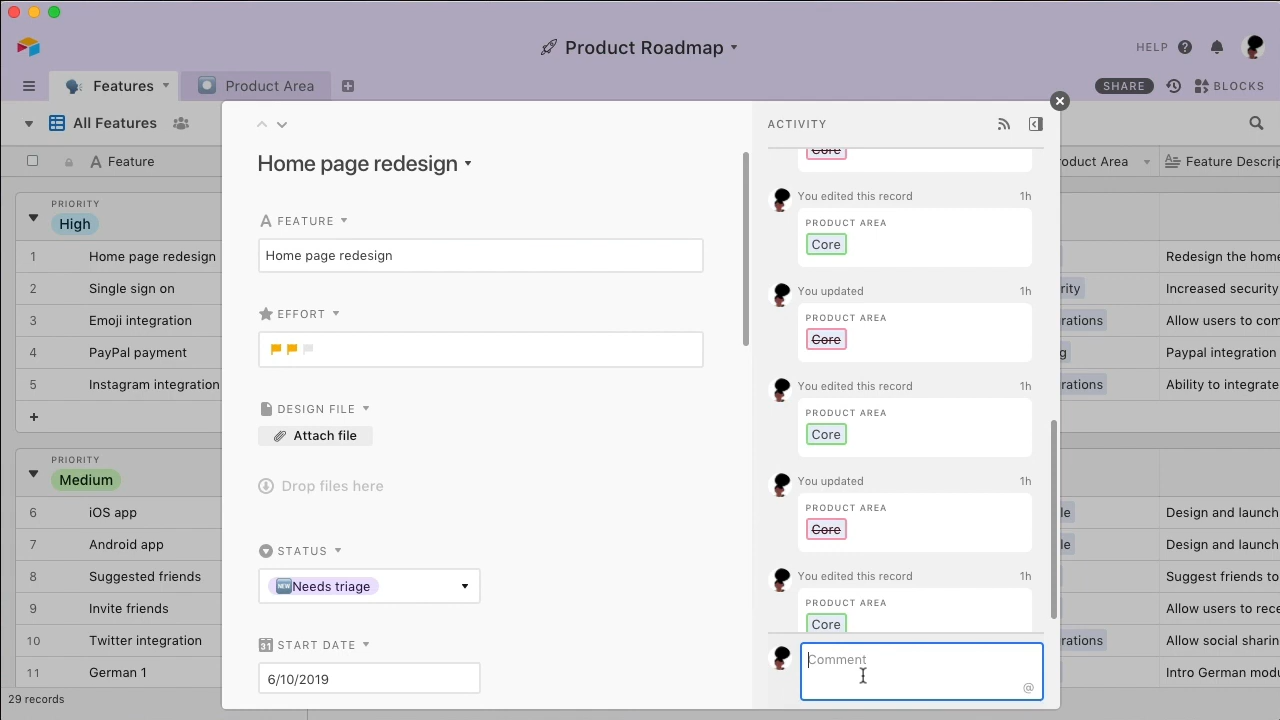 Product Roadmap
HELP
Features
Product Area
SHARE
BLOCKS
All Features
Feature
PRIORITY
High
1 Home page redesign
2 Single sign on
3 Emoji integration
4 PayPal payment
5 Instagram integration
+
PRIORITY
Medium
6 iOS app
7 Android app
8 Suggested friends
9 Invite friends
10 Twitter integration
11 German 1
29 records
Home page redesign
FEATURE
Home page redesign
EFFORT
DESIGN FILE
Attach file
Drop files here
STATUS
NEW Needs triage
31 START DATE
6/10/2019
ACTIVITY
Core
You edited this record 1h
PRODUCT AREA
Core
You updated 1h
PRODUCT AREA
Core
You edited this record 1h
PRODUCT AREA
Core
You updated 1h
PRODUCT AREA
Core
You edited this record 1h
PRODUCT AREA
Core
Comment
@
oduct Area
Feature Descrip
Redesign the home
rity Increased security
rations Allow users to com
g Paypal integration
rations Ability to integrate
le Design and launch
le Design and launch
Suggest friends to
Allow users to rece
rations Allow social sharin
Intro German modu